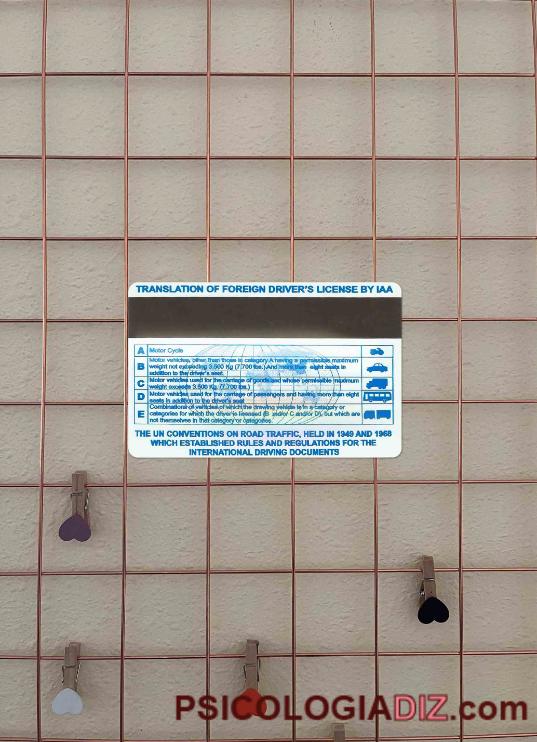 TRANSLATION OF FOREIGN DRIVER'S LICENSE BY IAA
A Motor Cycle
B Motor vehicles, other than those is category A having a permissible maximum
weight not exceeding 3.500 Kg (7.700 lbs.) And more than eight seats in
addition to the driver's seat.
C Motor vehicles used for the carriage of goods and whose permissible maximum
weight exceeds 3.500 Kg. (7.700 lbs.)
D Motor vehicles used for the carriage of passengers and having more than eight
seats in addition to the driver's seat
E Combinations of vehicles of which the drawing vehicle is in a category or
categories for which the driver is licensed (B and/or C and/or D), but which are
not themselves in that category or categories.
THE UN CONVENTIONS ON ROAD TRAFFIC, HELD IN 1949 AND 1968
WHICH ESTABLISHED RULES AND REGULATIONS FOR THE
INTERNATIONAL DRIVING DOCUMENTS
PSICOLOGIADIZ.com